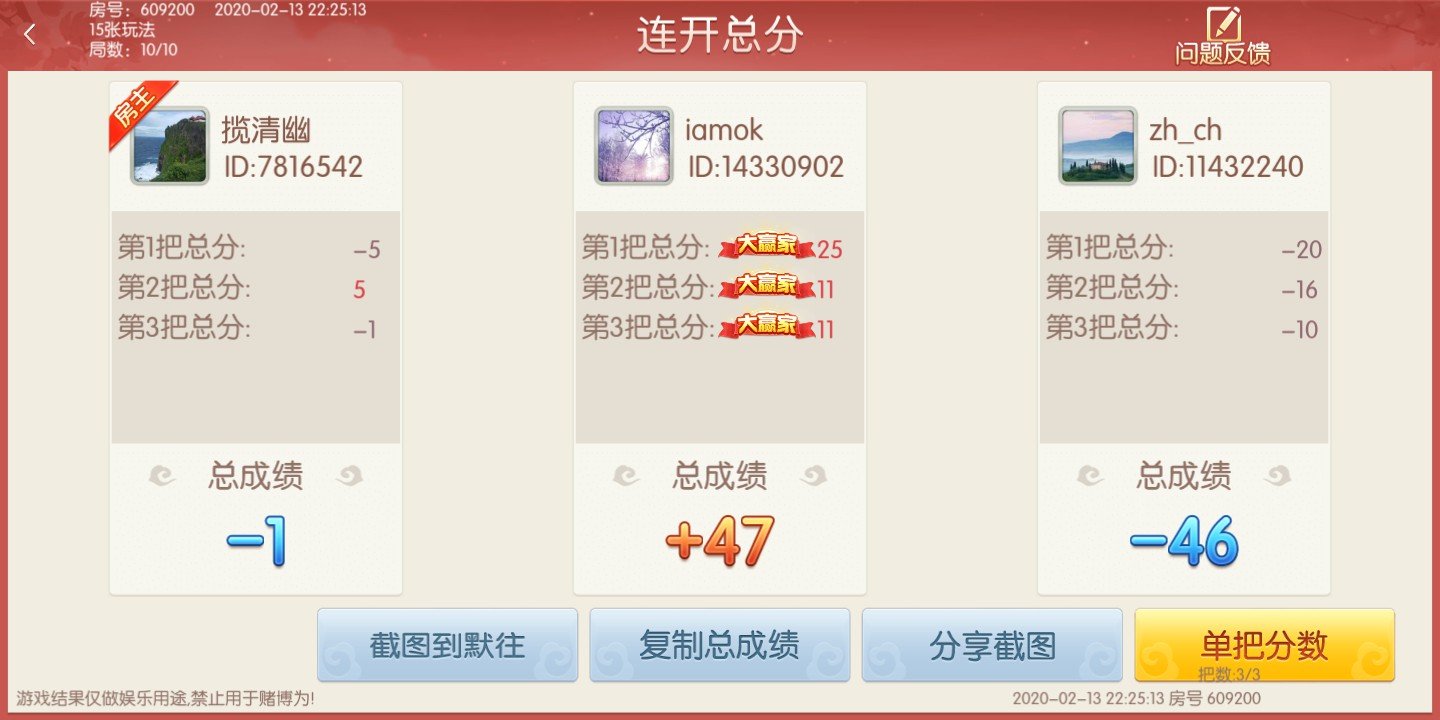 房号：609200 2020-02-13 22:25:13
15张玩法
局数：10/10
连开总分
问题反馈
房主
揽清幽
ID:7816542
第1把总分: -5
第2把总分: 5
第3把总分: -1
总成绩
-1
iamok
ID:14330902
第1把总分: 大赢家 25
第2把总分: 大赢家 11
第3把总分: 大赢家 11
总成绩
+47
zh_ch
ID:11432240
第1把总分: -20
第2把总分: -16
第3把总分: -10
总成绩
-46
截图到默往
复制总成绩
分享截图
单把分数
把数:3/3
游戏结果仅做娱乐用途,禁止用于赌博为!
2020-02-13 22:25:13 房号 609200